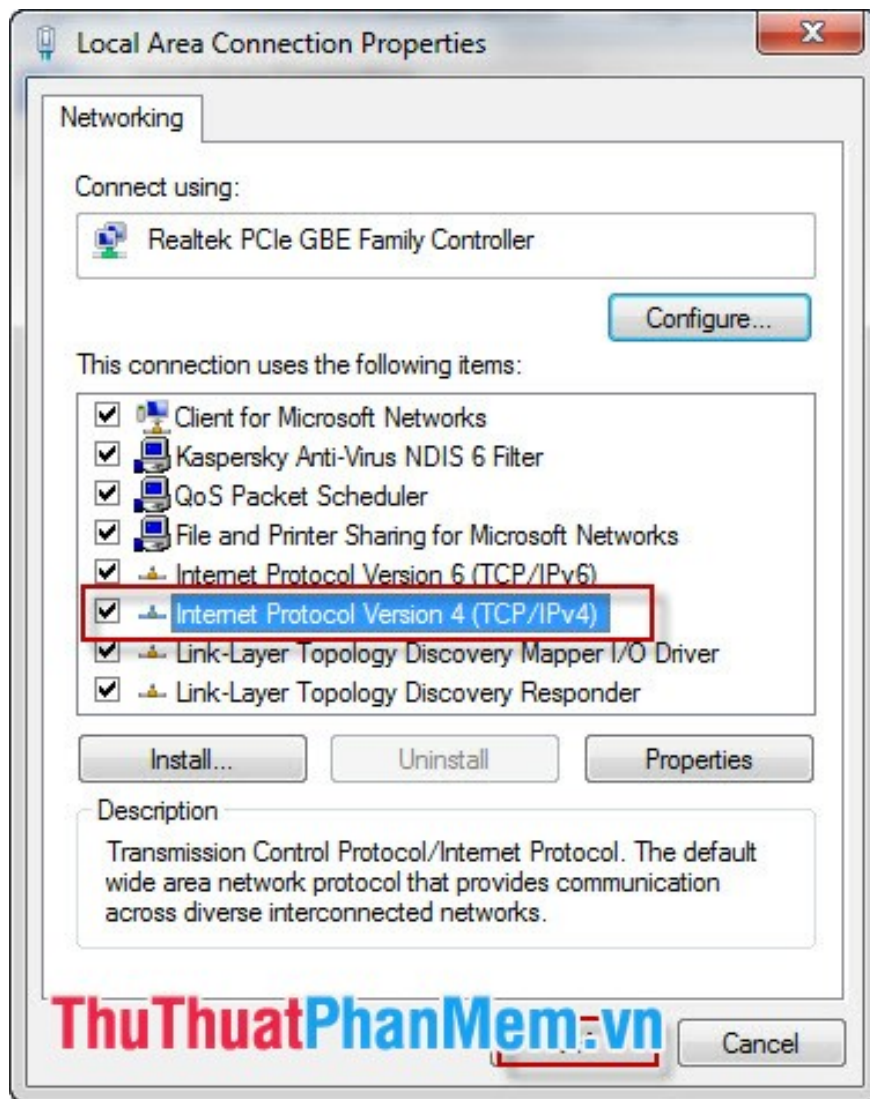 Local Area Connection Properties
Networking
Connect using:
Realtek PCIe GBE Family Controller
Configure...
This connection uses the following items:
Client for Microsoft Networks
Kaspersky Anti-Virus NDIS 6 Filter
QoS Packet Scheduler
File and Printer Sharing for Microsoft Networks
Internet Protocol Version 6 (TCP/IPv6)
Internet Protocol Version 4 (TCP/IPv4)
Link-Layer Topology Discovery Mapper I/O Driver
Link-Layer Topology Discovery Responder
Install... Uninstall Properties
Description
Transmission Control Protocol/Internet Protocol. The default
wide area network protocol that provides communication
across diverse interconnected networks.
ThuThuatPhanMem.vn
Cancel